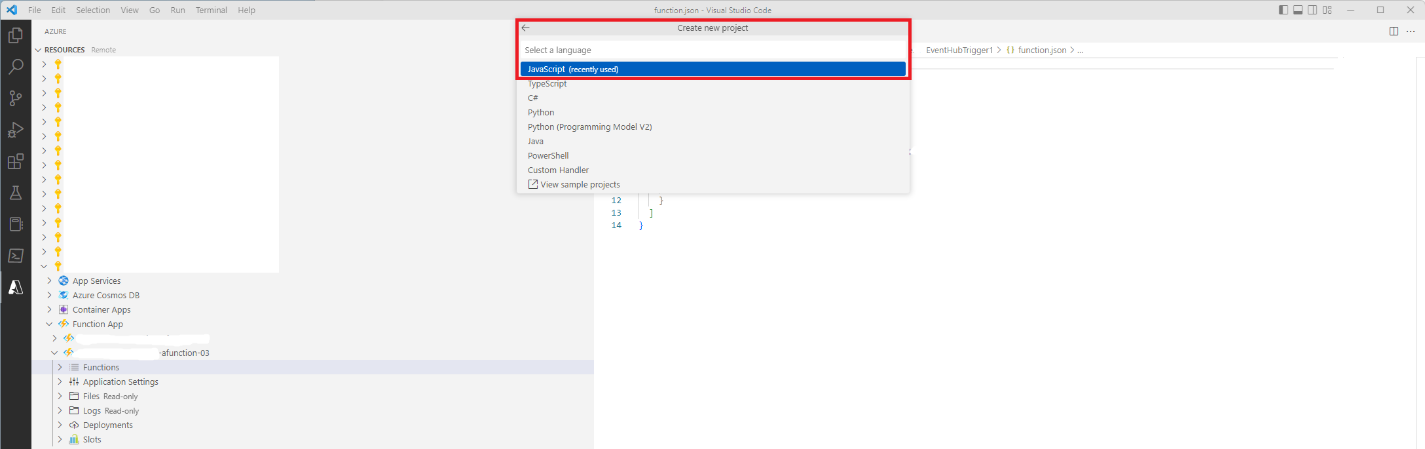 File Edit Selection View Go Run Terminal Help
function.json - Visual Studio Code
AZURE
RESOURCES Remote
App Services
Azure Cosmos DB
Container Apps
Function App
-afunction-03
Functions
Application Settings
Files Read-only
Logs Read-only
Deployments
Slots
Create new project
Select a language
JavaScript (recently used)
TypeScript
C#
Python
Python (Programming Model V2)
Java
PowerShell
Custom Handler
View sample projects
EventHubTrigger1 > {} function.json > ...
12 }
13 ]
14 }